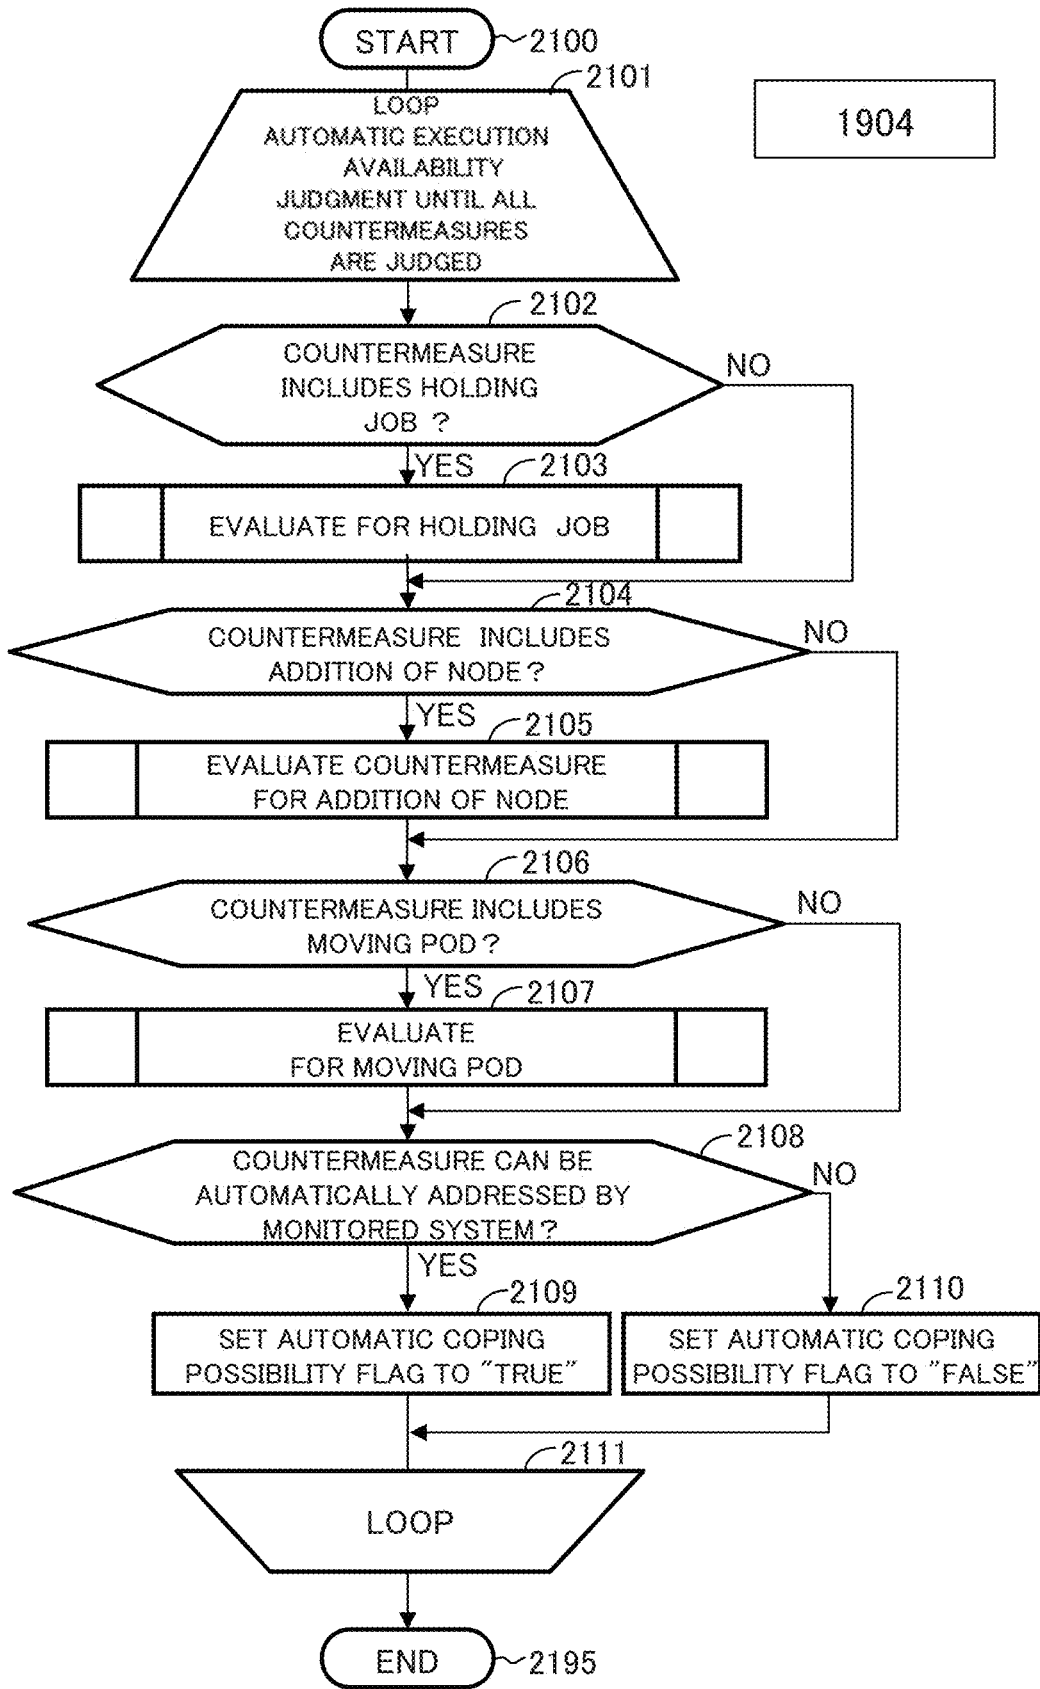 START
2100
2101
LOOP
AUTOMATIC EXECUTION
AVAILABILITY
JUDGMENT UNTIL ALL
COUNTERMEASURES
ARE JUDGED
1904
2102
COUNTERMEASURE
INCLUDES HOLDING
JOB ?
NO
YES
2103
EVALUATE FOR HOLDING JOB
2104
COUNTERMEASURE INCLUDES
ADDITION OF NODE?
NO
YES
2105
EVALUATE COUNTERMEASURE
FOR ADDITION OF NODE
2106
COUNTERMEASURE INCLUDES
MOVING POD?
NO
YES
2107
EVALUATE
FOR MOVING POD
2108
COUNTERMEASURE CAN BE
AUTOMATICALLY ADDRESSED BY
MONITORED SYSTEM?
NO
YES
2109
SET AUTOMATIC COPING
POSSIBILITY FLAG TO "TRUE"
2110
SET AUTOMATIC COPING
POSSIBILITY FLAG TO "FALSE"
2111
LOOP
END
2195